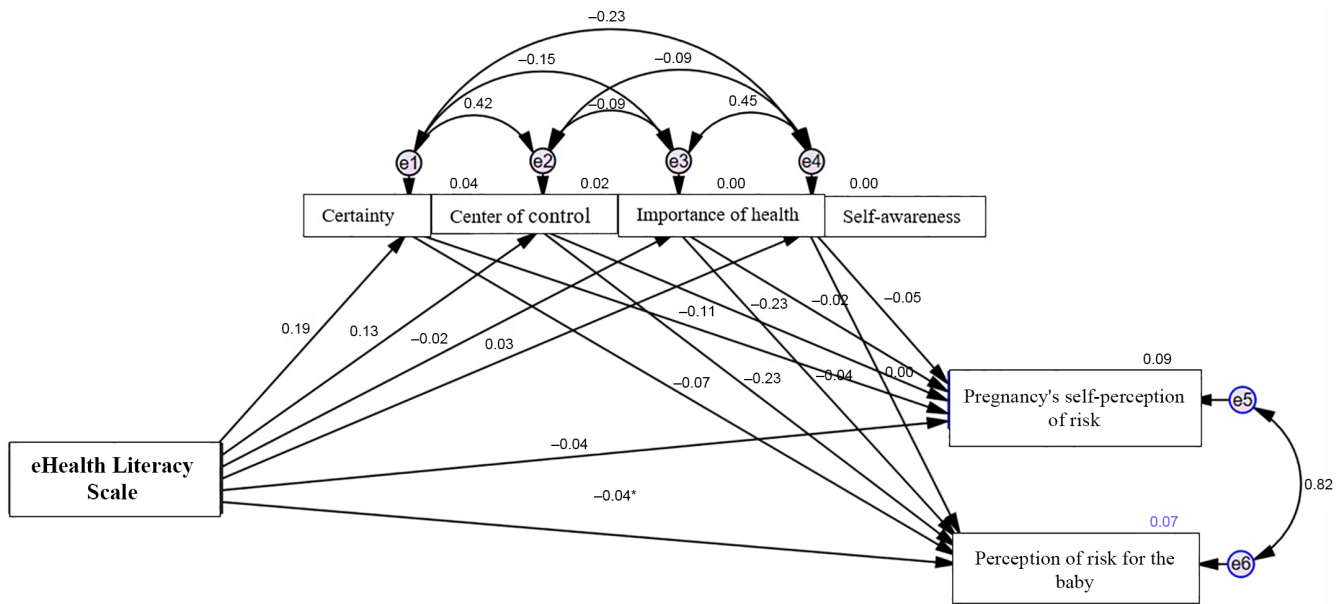 –0.23
–0.15
–0.09
0.42
–0.09
0.45
e1
e2
e3
e4
0.04
0.02
0.00
0.00
Certainty
Center of control
Importance of health
Self-awareness
0.19
0.13
–0.02
0.03
–0.11
–0.23
–0.02
–0.05
–0.07
–0.23
–0.04
0.00
0.09
Pregnancy's self-perception
of risk
e5
eHealth Literacy
Scale
–0.04
–0.04*
0.82
0.07
Perception of risk for the
baby
e6